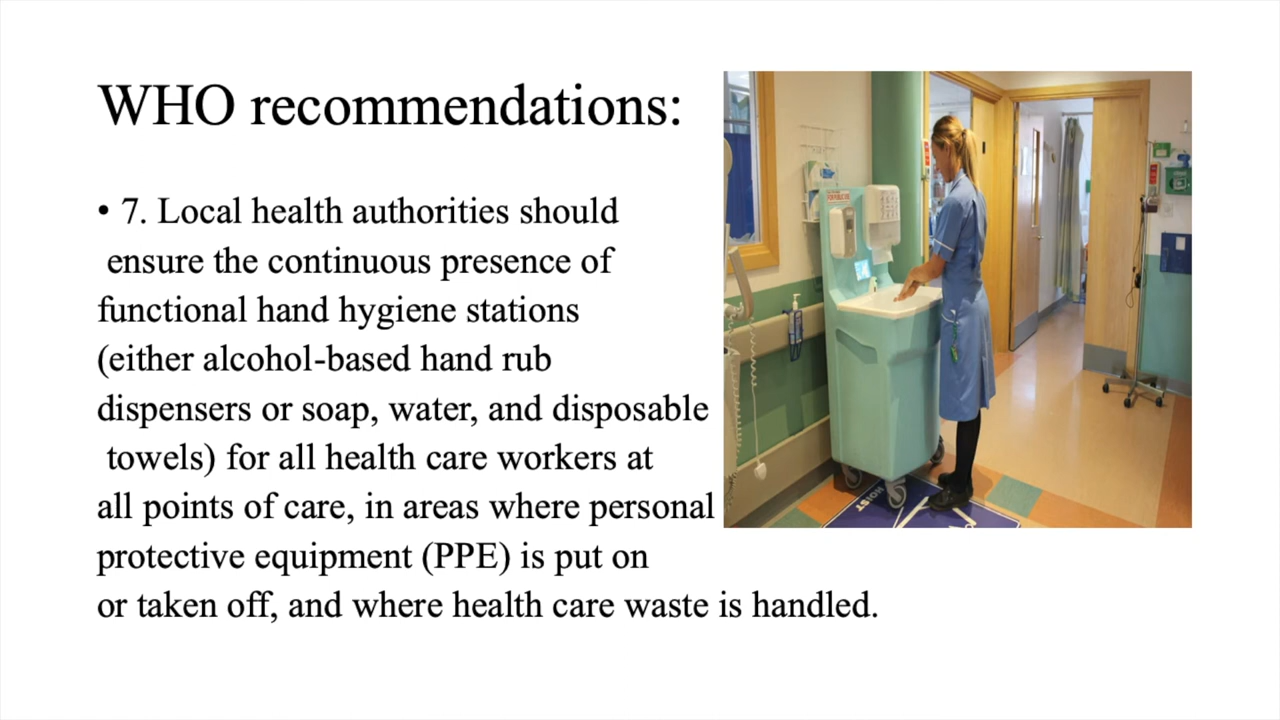 WHO recommendations:
• 7. Local health authorities should
ensure the continuous presence of
functional hand hygiene stations
(either alcohol-based hand rub
dispensers or soap, water, and disposable
towels) for all health care workers at
all points of care, in areas where personal
protective equipment (PPE) is put on
or taken off, and where health care waste is handled.
HOIST